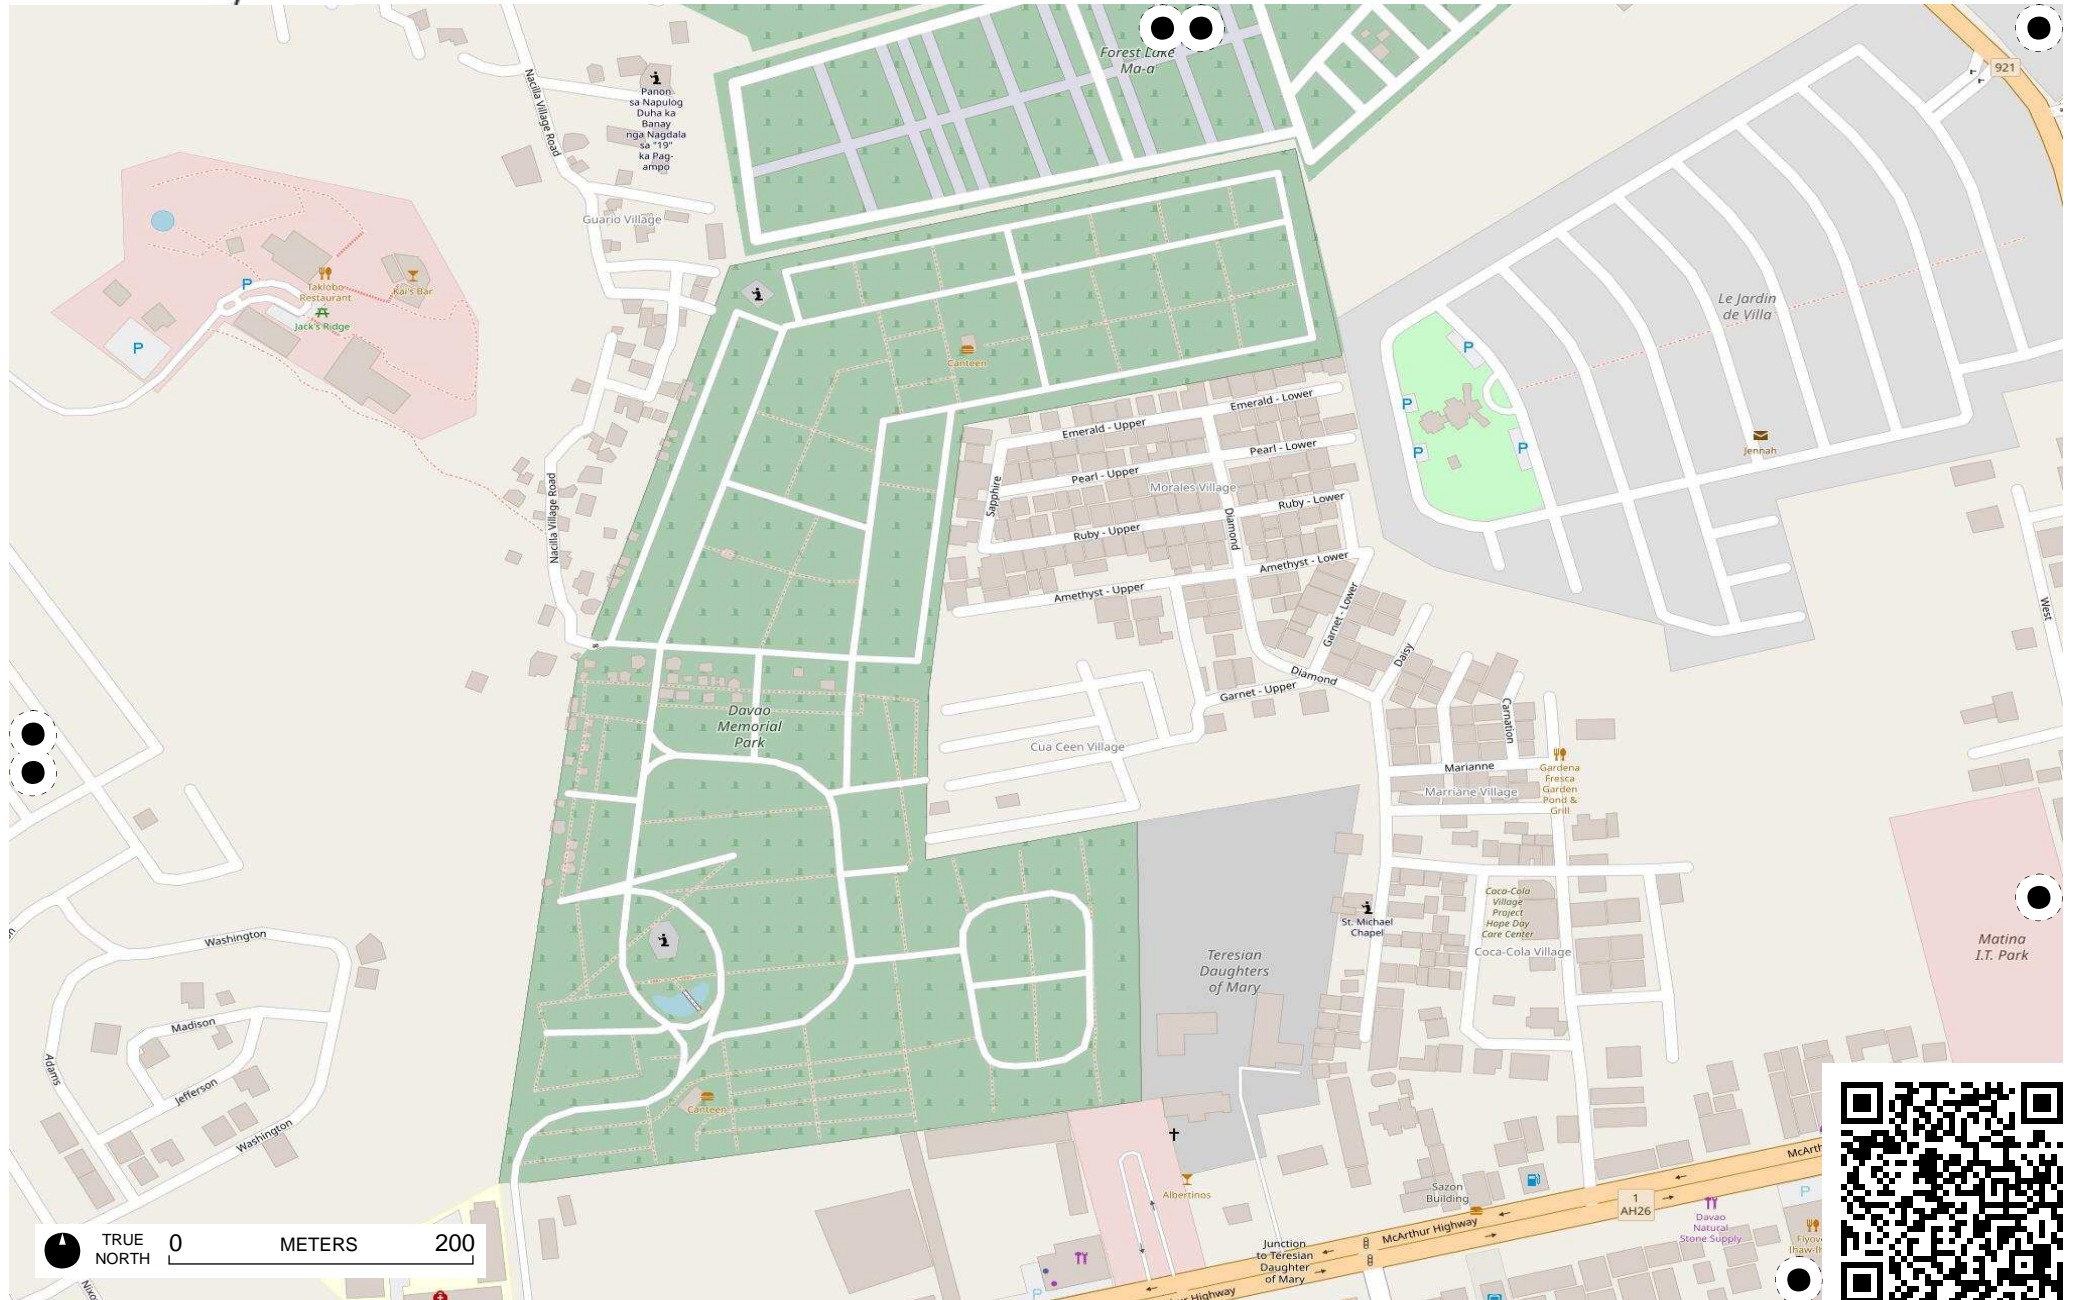 Forest Lake
Ma-a
921
Nacilla Village Road
Panon
sa Napulog
Duha ka
Banay
nga Nagdala
sa "19"
ka Pag-
ampo
Guario Village
Taklobo
Restaurant
Kai's Bar
Jack's Ridge
P
P
Canteen
Le Jardin
de Villa
P
P
P
P
Jennah
Emerald - Lower
Emerald - Upper
Pearl - Lower
Pearl - Upper
Morales Village
Sapphire
Ruby - Lower
Ruby - Upper
Diamond
Nacilla Village Road
Amethyst - Lower
Amethyst - Upper
Garnet - Lower
West
Daisy
Diamond
Garnet - Upper
Carnation
Davao
Memorial
Park
Cua Ceen Village
Marianne
Marriane Village
Gardena
Fresca
Garden
Pond &
Grill
Coca-Cola
Village
Project
Hope Day
Care Center
St. Michael
Chapel
Coca-Cola Village
Matina
I.T. Park
Teresian
Daughters
of Mary
Washington
Madison
Adams
Jefferson
Washington
Canteen
Albertinos
Sazon
Building
1
AH26
McArthur Highway
Davao
Natural
Stone Supply
P
Junction
to Teresian
Daughter
of Mary
P
TRUE
NORTH
0
METERS
200